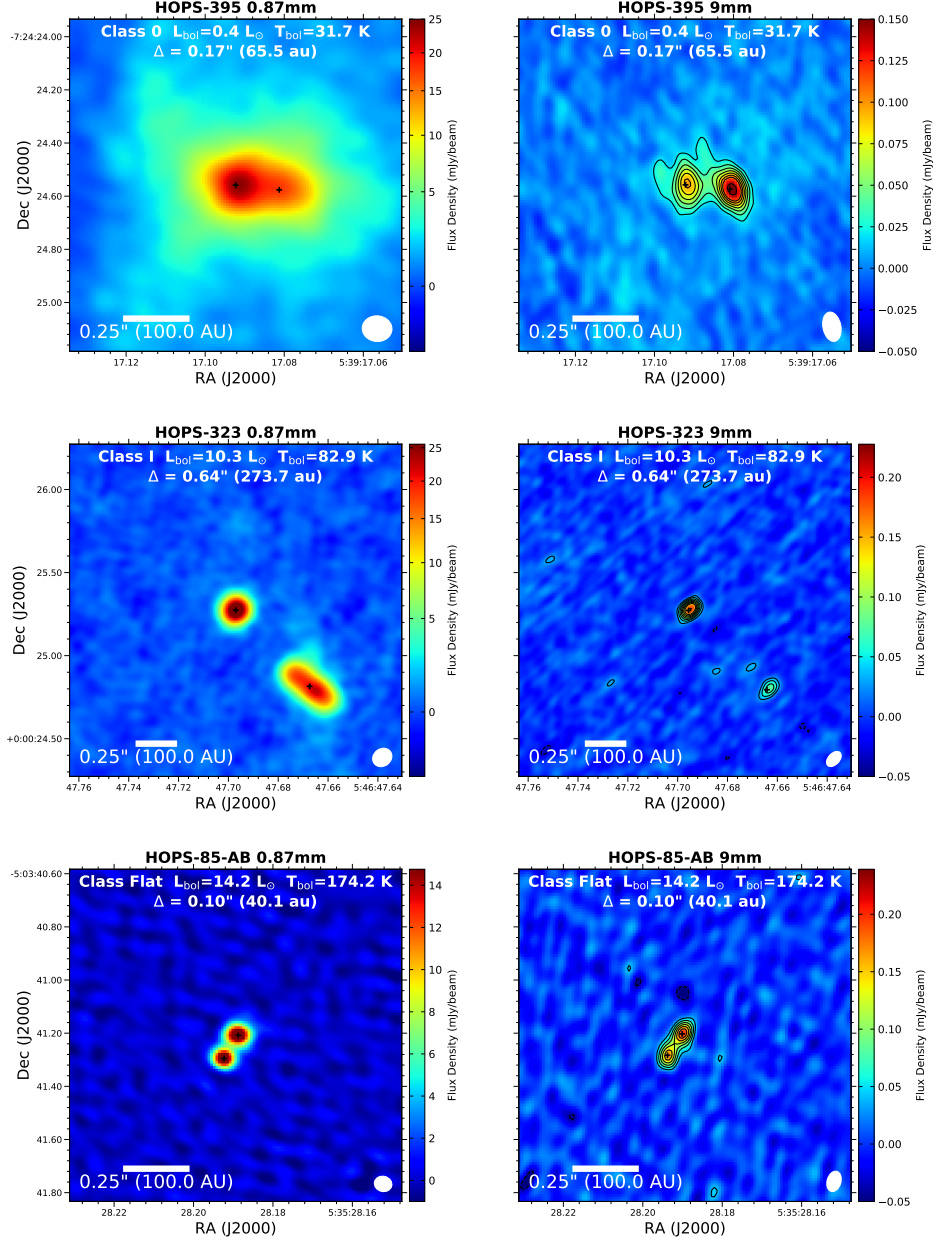 HOPS-395 0.87mm
Class 0 L_bol=0.4 L⊙ T_bol=31.7 K
Δ = 0.17" (65.5 au)
-7:24:24.00
24.20
24.40
24.60
24.80
25.00
Dec (J2000)
0.25" (100.0 AU)
17.12
17.10
17.08
5:39:17.06
RA (J2000)
25
20
15
10
5
0
Flux Density (mJy/beam)
HOPS-395 9mm
Class 0 L_bol=0.4 L⊙ T_bol=31.7 K
Δ = 0.17" (65.5 au)
0.25" (100.0 AU)
17.12
17.10
17.08
5:39:17.06
RA (J2000)
0.150
0.125
0.100
0.075
0.050
0.025
0.000
−0.025
−0.050
Flux Density (mJy/beam)
HOPS-323 0.87mm
Class I L_bol=10.3 L⊙ T_bol=82.9 K
Δ = 0.64" (273.7 au)
26.00
25.50
25.00
+0:00:24.50
Dec (J2000)
0.25" (100.0 AU)
47.76
47.74
47.72
47.70
47.68
47.66
5:46:47.64
RA (J2000)
25
20
15
10
5
0
Flux Density (mJy/beam)
HOPS-323 9mm
Class I L_bol=10.3 L⊙ T_bol=82.9 K
Δ = 0.64" (273.7 au)
0.25" (100.0 AU)
47.76
47.74
47.72
47.70
47.68
47.66
5:46:47.64
RA (J2000)
0.20
0.15
0.10
0.05
0.00
−0.05
Flux Density (mJy/beam)
HOPS-85-AB 0.87mm
Class Flat L_bol=14.2 L⊙ T_bol=174.2 K
Δ = 0.10" (40.1 au)
-5:03:40.60
40.80
41.00
41.20
41.40
41.60
41.80
Dec (J2000)
0.25" (100.0 AU)
28.22
28.20
28.18
5:35:28.16
RA (J2000)
14
12
10
8
6
4
2
0
Flux Density (mJy/beam)
HOPS-85-AB 9mm
Class Flat L_bol=14.2 L⊙ T_bol=174.2 K
Δ = 0.10" (40.1 au)
0.25" (100.0 AU)
28.22
28.20
28.18
5:35:28.16
RA (J2000)
0.20
0.15
0.10
0.05
0.00
−0.05
Flux Density (mJy/beam)